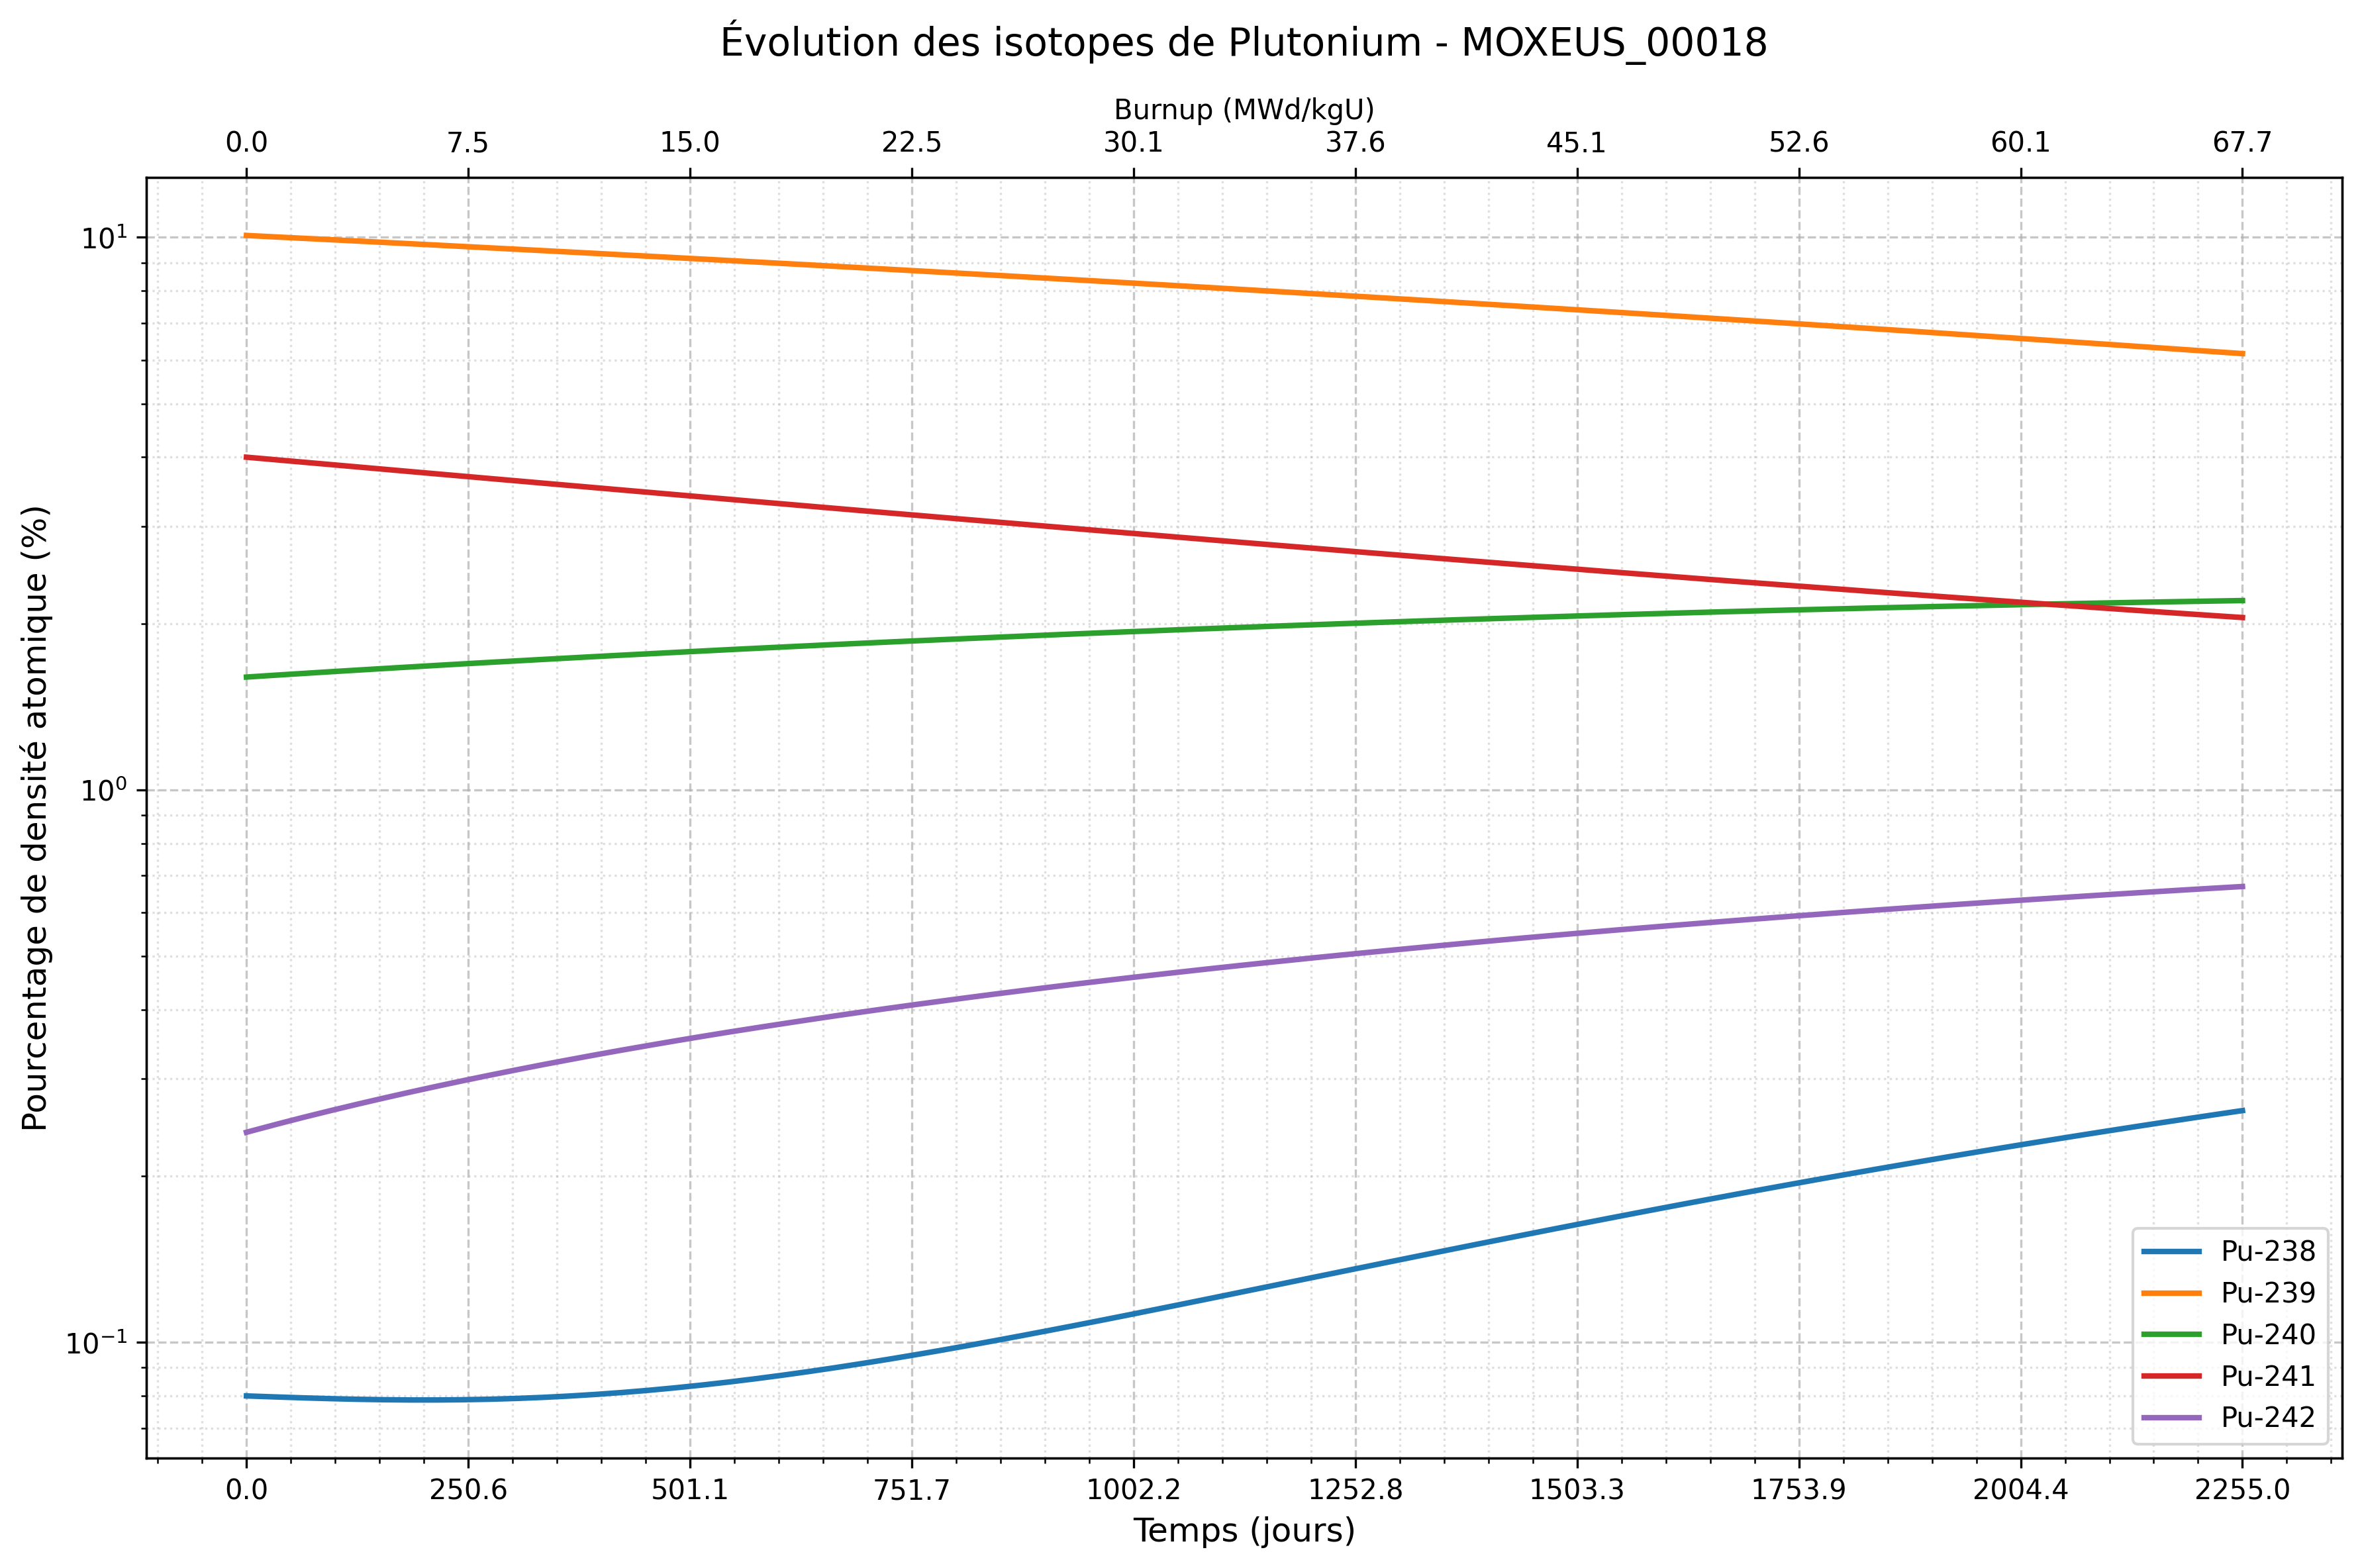 Évolution des isotopes de Plutonium - MOXEUS_00018
Burnup (MWd/kgU)
0.0 7.5 15.0 22.5 30.1 37.6 45.1 52.6 60.1 67.7
Pourcentage de densité atomique (%)
10¹
10⁰
10⁻¹
Pu-238
Pu-239
Pu-240
Pu-241
Pu-242
0.0 250.6 501.1 751.7 1002.2 1252.8 1503.3 1753.9 2004.4 2255.0
Temps (jours)